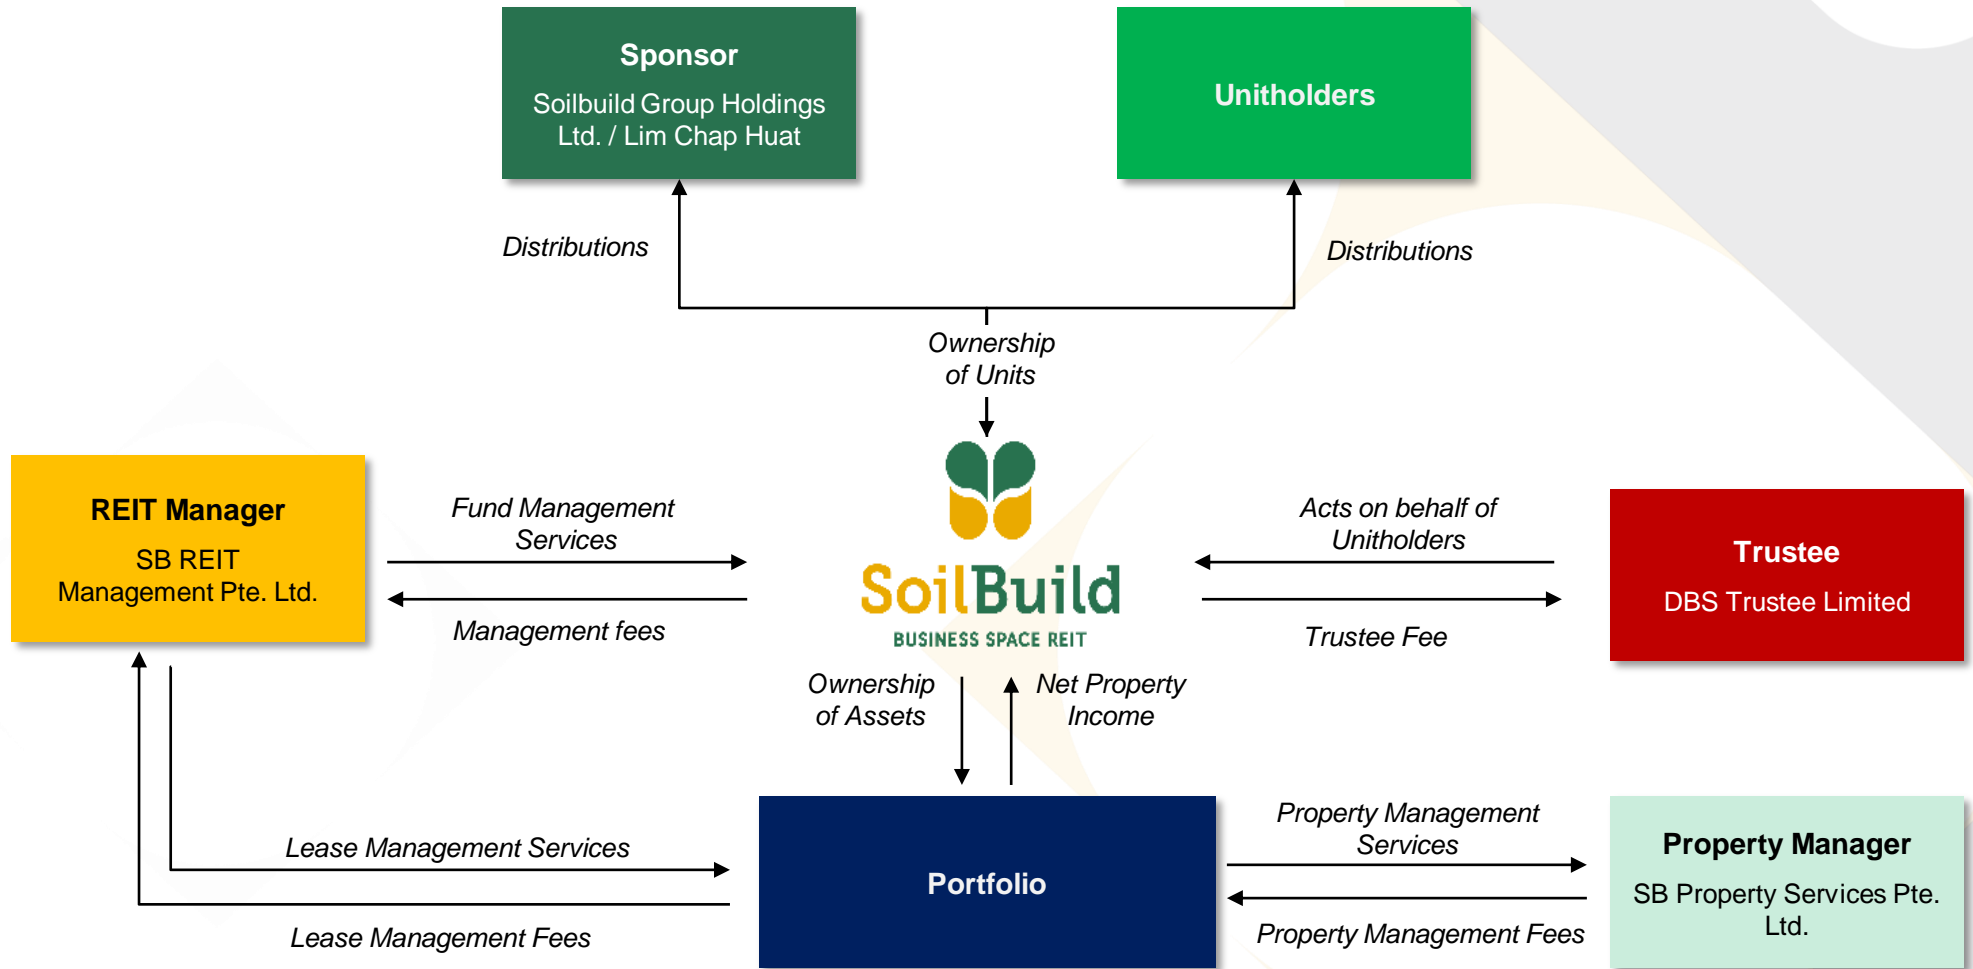 Sponsor
Soilbuild Group Holdings
Ltd. / Lim Chap Huat
Unitholders
Distributions
Distributions
Ownership
of Units
REIT Manager
SB REIT
Management Pte. Ltd.
Fund Management
Services
Management fees
SoilBuild
BUSINESS SPACE REIT
Acts on behalf of
Unitholders
Trustee Fee
Trustee
DBS Trustee Limited
Ownership
of Assets
Net Property
Income
Lease Management Services
Lease Management Fees
Portfolio
Property Management
Services
Property Management Fees
Property Manager
SB Property Services Pte.
Ltd.